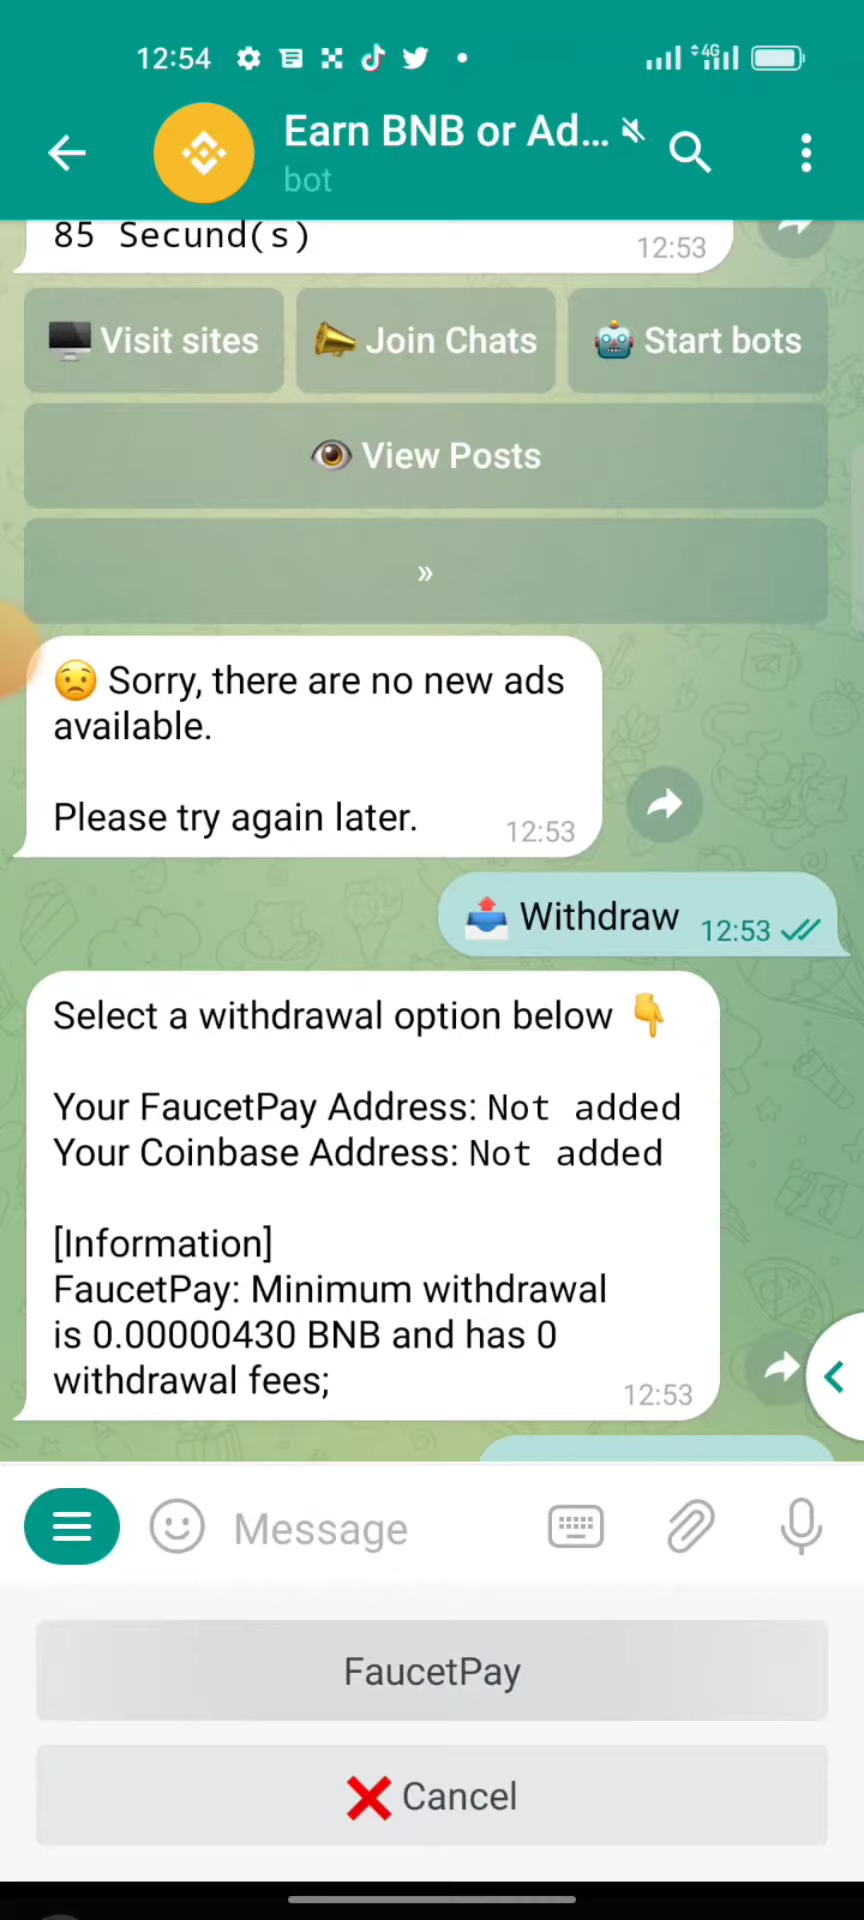 12:54
4G
Earn BNB or Ad...
bot
85 Secund(s)
12:53
Visit sites
Join Chats
Start bots
View Posts
»
Sorry, there are no new ads
available.
Please try again later.
12:53
Withdraw
12:53
Select a withdrawal option below
Your FaucetPay Address: Not added
Your Coinbase Address: Not added
[Information]
FaucetPay: Minimum withdrawal
is 0.00000430 BNB and has 0
withdrawal fees;
12:53
Message
FaucetPay
Cancel